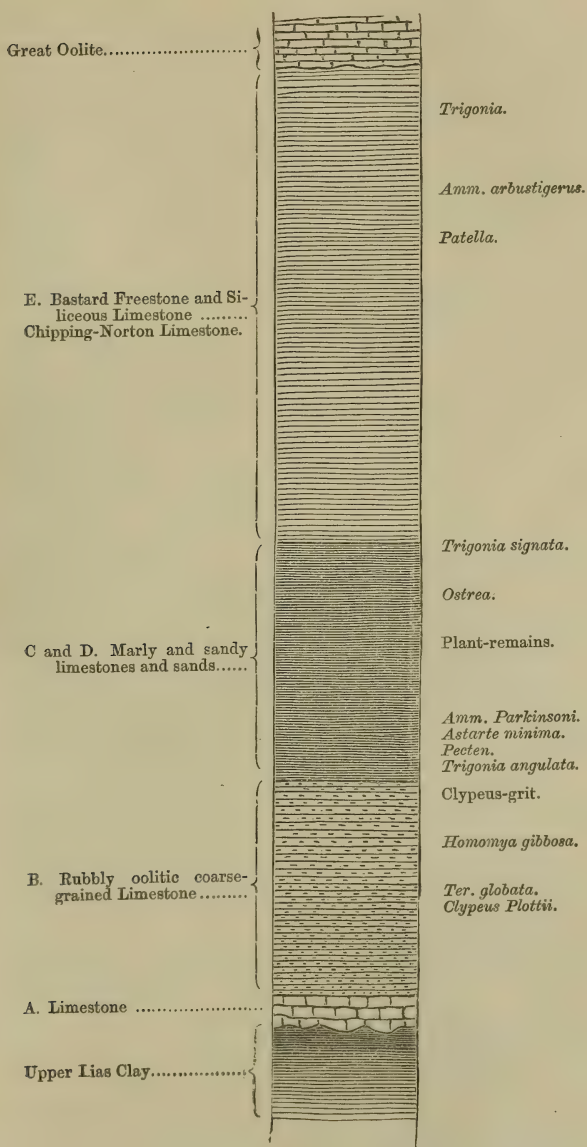 Great Oolite..........................
Trigonia.
Amm. arbustigerus.
Patella.
E. Bastard Freestone and Si-
liceous Limestone .........
Chipping-Norton Limestone.
Trigonia signata.
Ostrea.
Plant-remains.
C and D. Marly and sandy
limestones and sands......
Amm. Parkinsoni.
Astarte minima.
Pecten.
Trigonia angulata.
Clypeus-grit.
Homomya gibbosa.
B. Rubbly oolitic coarse-
grained Limestone.........
Ter. globata.
Clypeus Plottii.
A. Limestone .......................
Upper Lias Clay..................